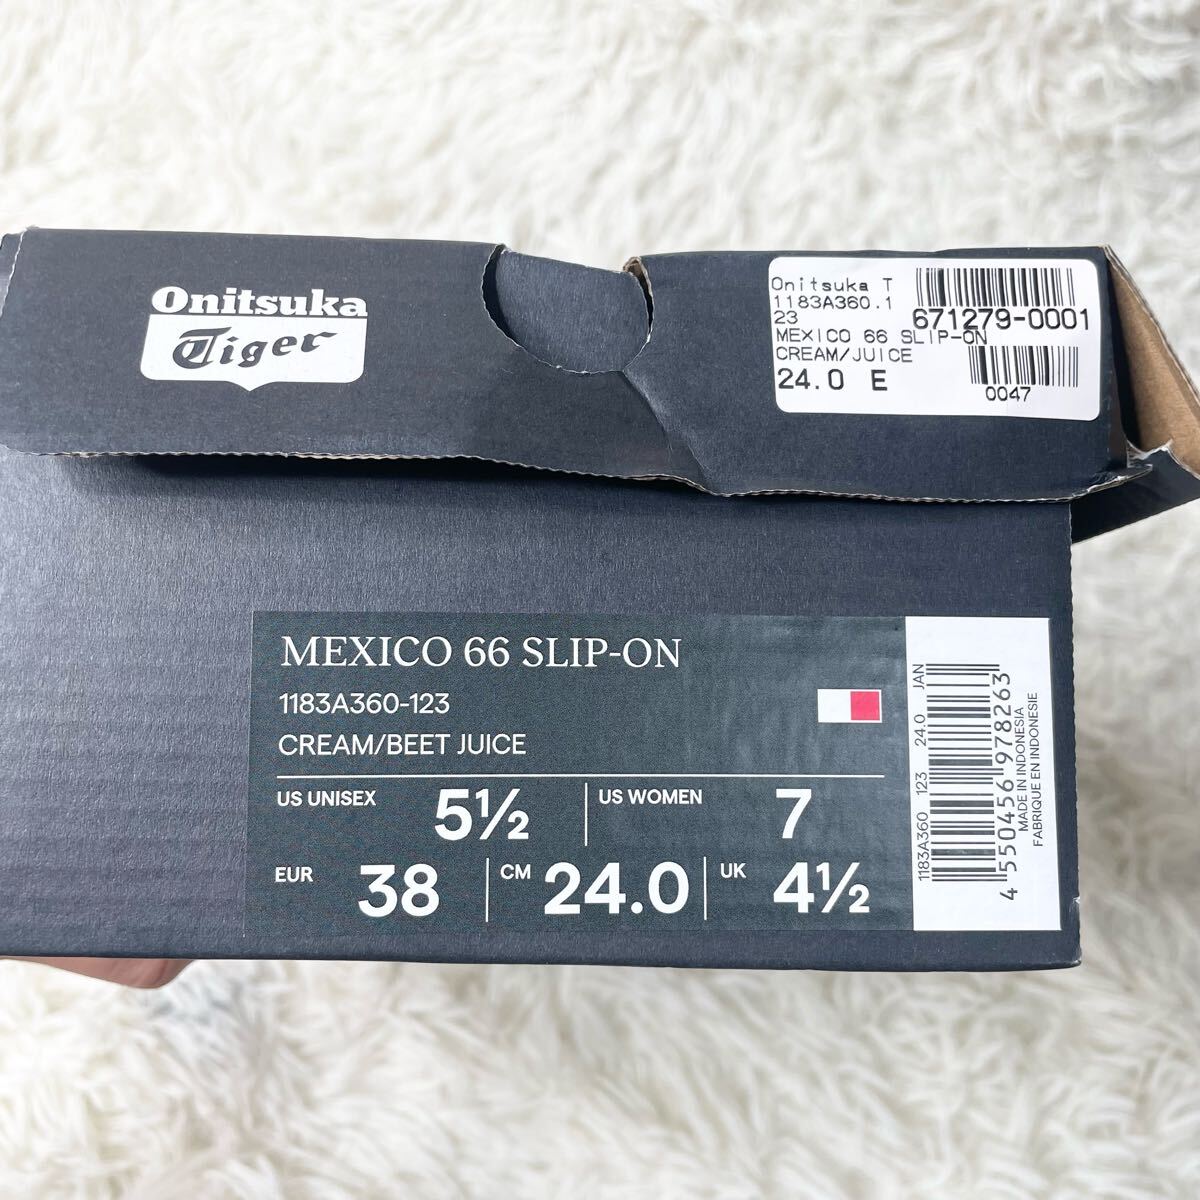 Onitsuka
Tiger
Onitsuka T
1183A360.1
23
671279-0001
MEXICO 66 SLIP-ON
CREAM/JUICE
24.0 E
0047
MEXICO 66 SLIP-ON
1183A360-123
CREAM/BEET JUICE
US UNISEX 5½ US WOMEN 7
EUR 38 CM 24.0 UK 4½
1183A360 123 24.0 JAN
4 550456 978263
MADE IN INDONESIA
FABRIQUE EN INDONESIE